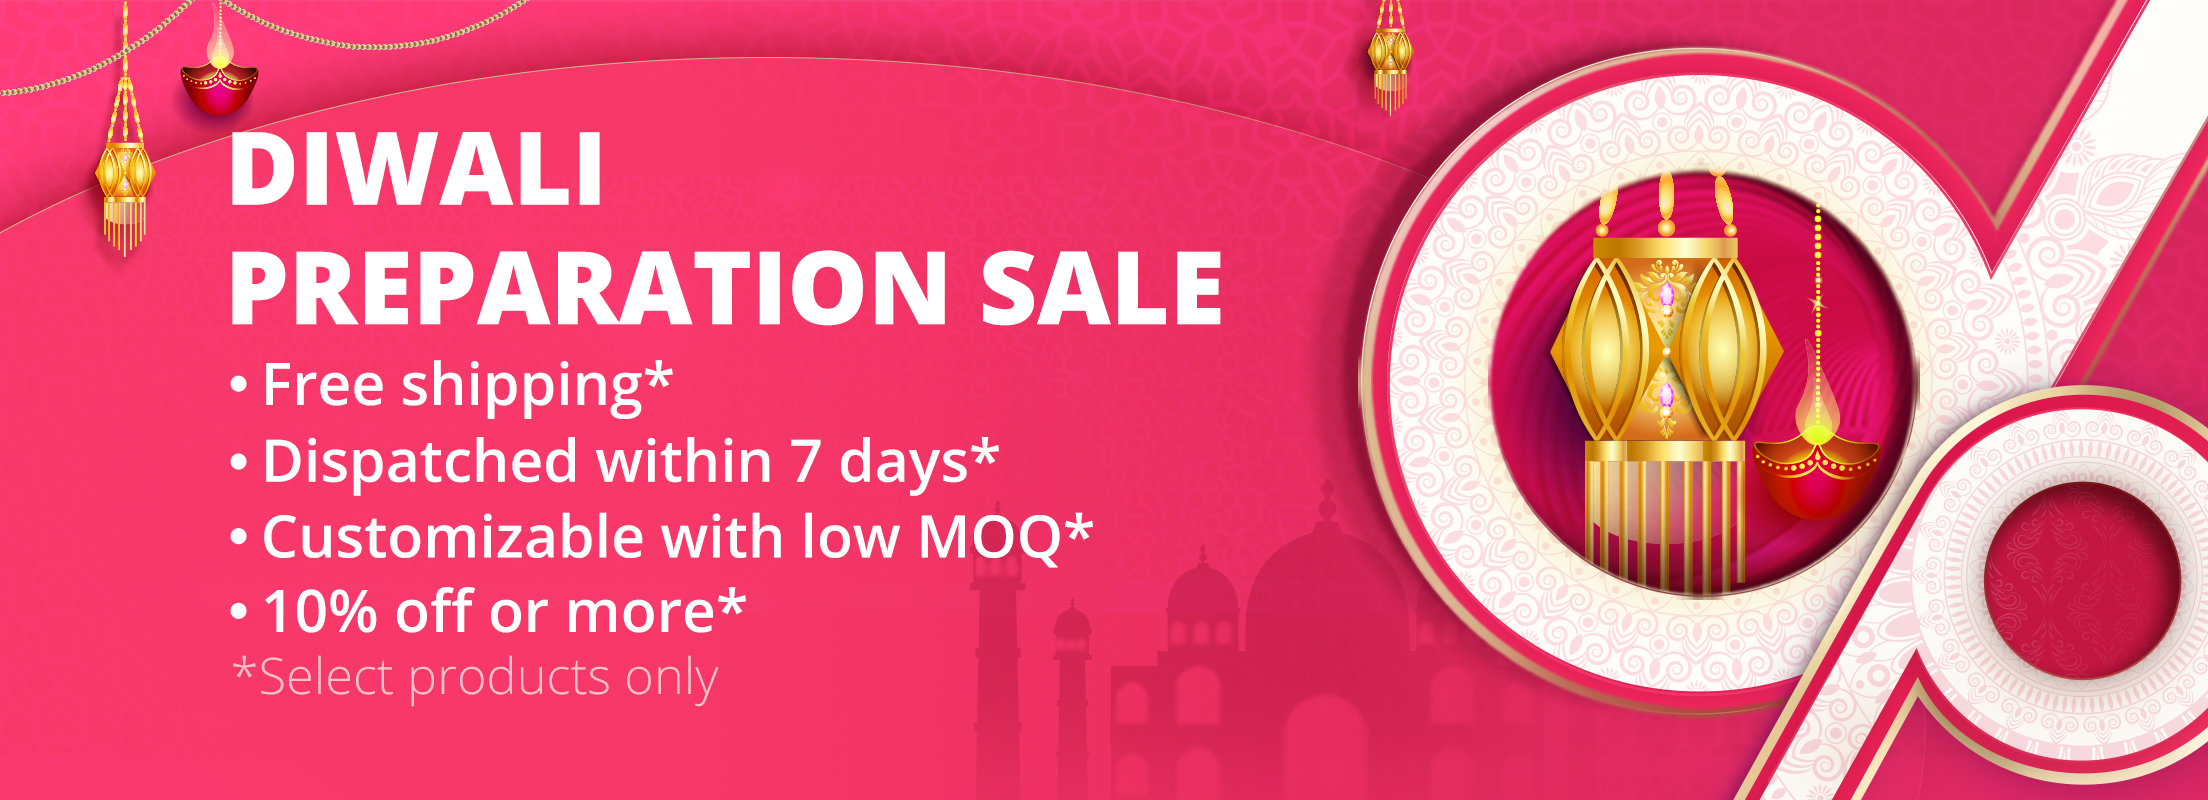 DIWALI
PREPARATION SALE
• Free shipping*
• Dispatched within 7 days*
• Customizable with low MOQ*
• 10% off or more*
*Select products only